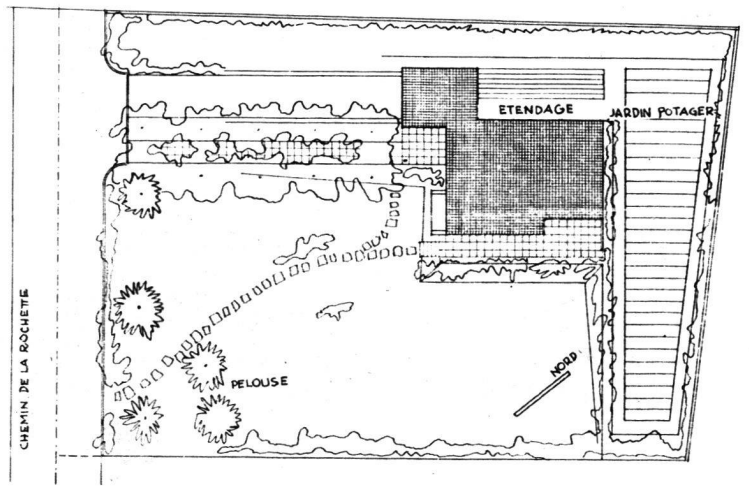 ETENDAGE
JARDIN POTAGER
CHEMIN DE LA ROCHETTE
PELOUSE
NORD